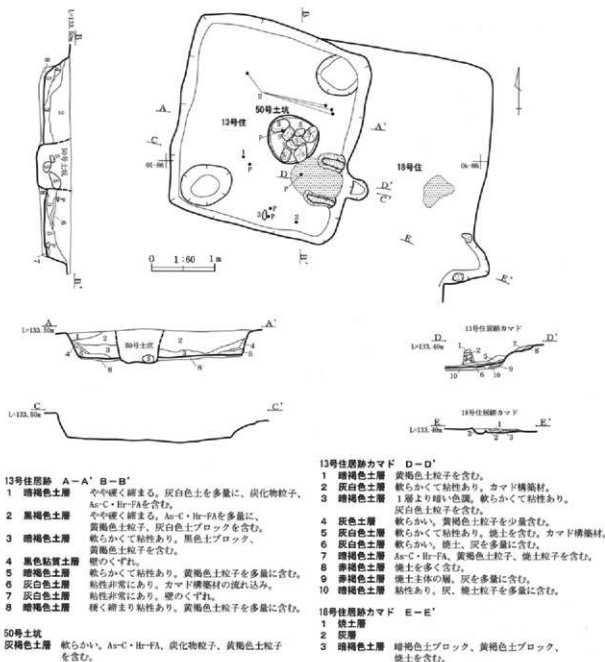 L=133.50m
B
B
A
A'
C
13号住
50号土坑
18号住
D
D'
C'
E
E'
B'
50号土坑
B'
0 1:60 1m
A
A'
L=133.50m
50号土坑
C
C'
L=133.50m
13号住居跡カマド
D
D'
L=133.40m
18号住居跡カマド
E
E'
L=133.40m
13号住居跡 A-A' B-B'
1 暗褐色土層 やや硬く締まる。灰白色土を多量に、炭化物粒子、
As-C・Hr-FAを含む。
2 黒褐色土層 やや硬く締まる。As-C・Hr-FAを多量に、
黄褐色土粒子、灰白色土ブロックを含む。
3 暗褐色土層 軟らかくて粘性あり。黒色土ブロック、
黄褐色土粒子を含む。
4 黒色粘質土層 壁のくずれ。
5 暗褐色土層 軟らかくて粘性あり。黄褐色土粒子を多量に含む。
6 灰白色土層 粘性非常にあり。カマド構築材の流れ込み。
7 灰白色土層 粘性非常にあり。壁のくずれ。
8 暗褐色土層 硬く締まり粘性あり。黄褐色土粒子を多量に含む。
50号土坑
灰褐色土層 軟らかい。As-C・Hr-FA、炭化物粒子、黄褐色土粒子
を含む。
13号住居跡カマド D-D'
1 暗褐色土層 黄褐色土粒子を含む。
2 灰白色土層 軟らかくて粘性あり。カマド構築材。
3 暗褐色土層 1層より暗い色調。軟らかくて粘性あり。
灰白色土粒子を含む。
4 灰色土層 軟らかい。黄褐色土粒子を少量含む。
5 灰白色土層 軟らかくて粘性あり。焼土を含む。カマド構築材。
6 灰白色土層 軟らかい。焼土、灰を多量に含む。
7 暗褐色土層 As-C・Hr-FA、黄褐色土粒子、焼土粒子を含む。
8 赤褐色土層 焼土を多く含む。
9 赤褐色土層 焼土主体の層。灰を多量に含む。
10 暗褐色土層 粘性あり。灰、焼土粒子を多量に含む。
18号住居跡カマド E-E'
1 焼土層
2 灰層
3 暗褐色土層 暗褐色土ブロック、黄褐色土ブロック、
焼土を含む。